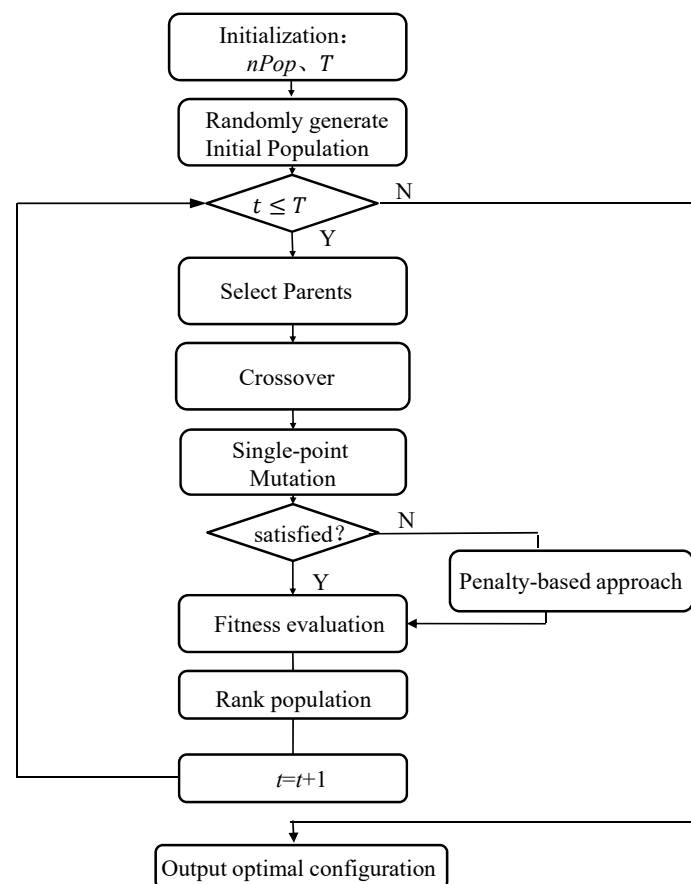 Initialization：
nPop、T
Randomly generate
Initial Population
t ≤ T
N
Y
Select Parents
Crossover
Single-point
Mutation
satisfied？
N
Y
Penalty-based approach
Fitness evaluation
Rank population
t=t+1
Output optimal configuration